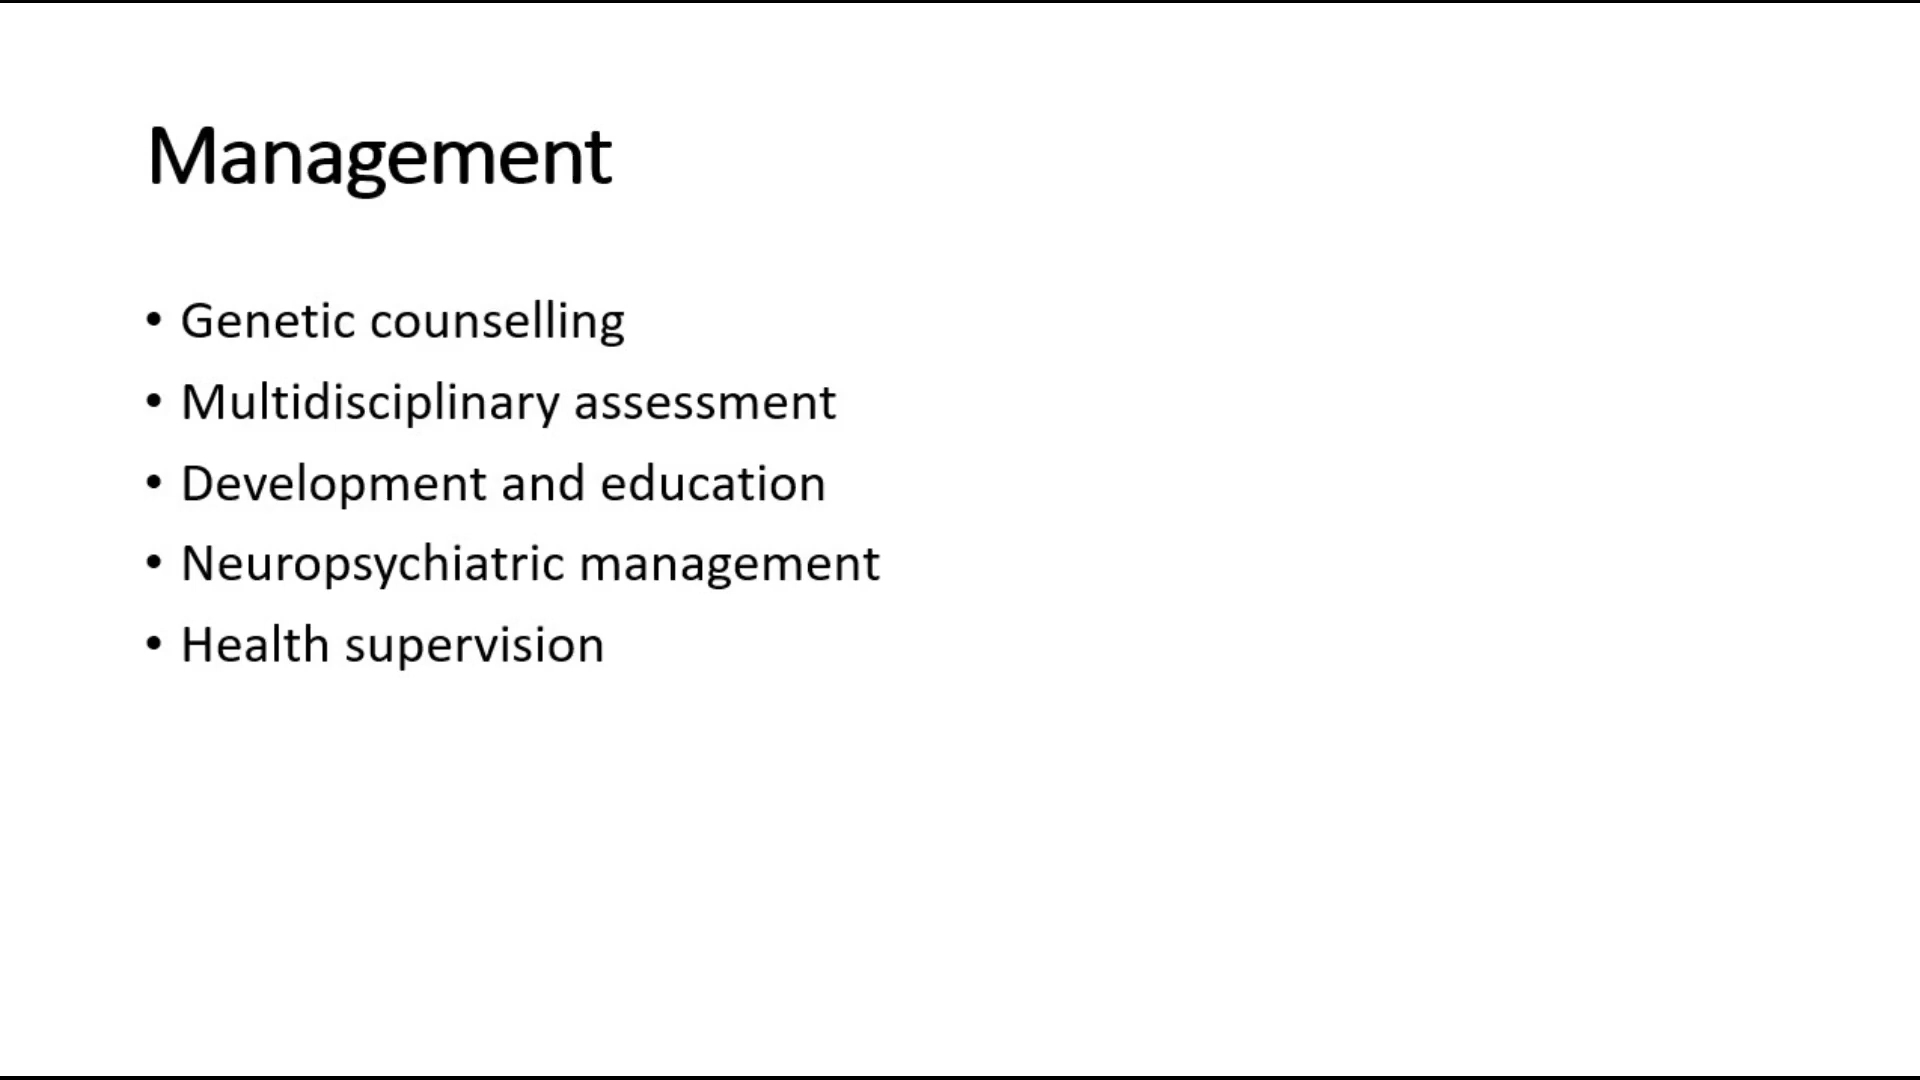 Management
• Genetic counselling
• Multidisciplinary assessment
• Development and education
• Neuropsychiatric management
• Health supervision